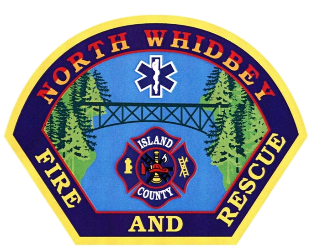 NORTH WHIDBEY
ISLAND
COUNTY
FIRE AND RESCUE